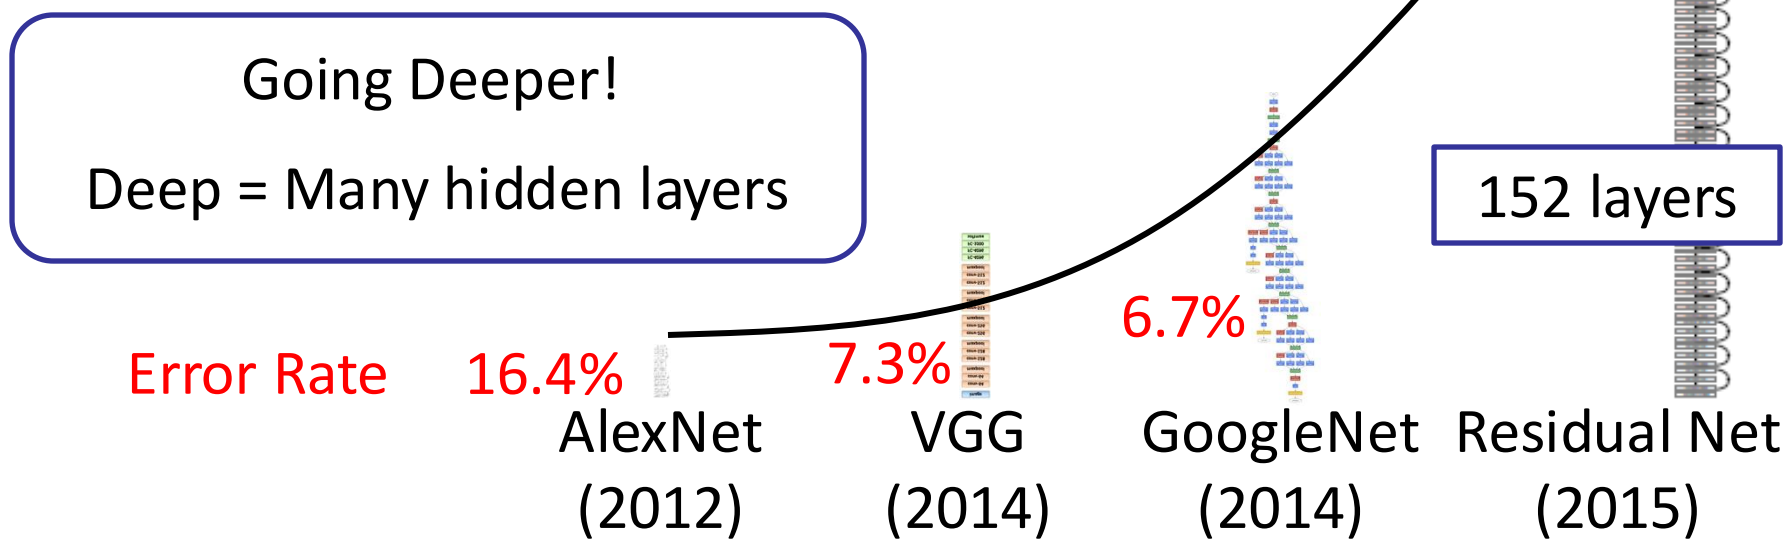 Going Deeper!
Deep = Many hidden layers
152 layers
6.7%
7.3%
Error Rate 16.4%
AlexNet VGG GoogleNet Residual Net
(2012) (2014) (2014) (2015)